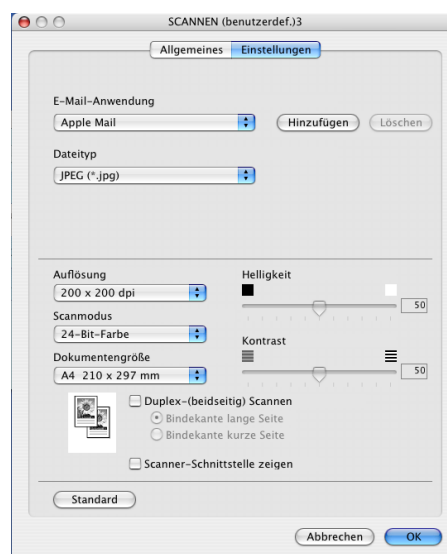 SCANNEN (benutzerdef.)3
Allgemeines Einstellungen
E-Mail-Anwendung
Apple Mail Hinzufügen Löschen
Dateityp
JPEG (*.jpg)
Auflösung Helligkeit
200 x 200 dpi
50
Scanmodus
24-Bit-Farbe
Kontrast
Dokumentengröße
A4 210 x 297 mm 50
Duplex-(beidseitig) Scannen
Bindekante lange Seite
Bindekante kurze Seite
Scanner-Schnittstelle zeigen
Standard
Abbrechen OK